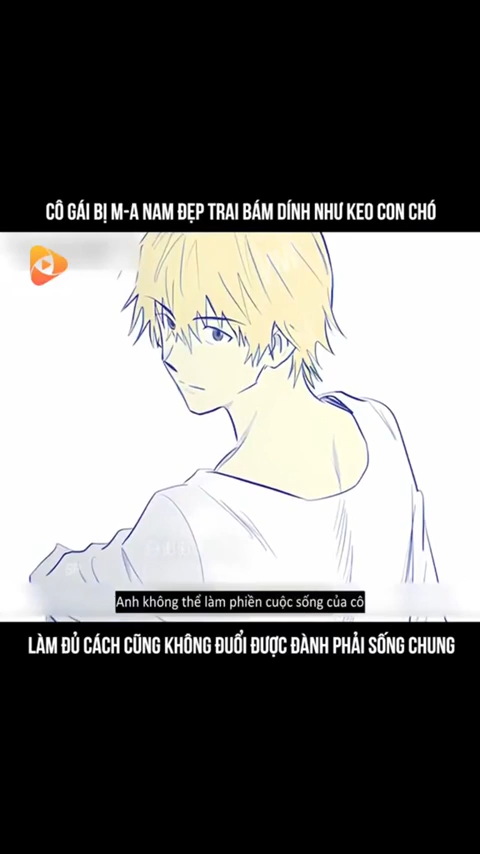 CÔ GÁI BỊ M-A NAM ĐẸP TRAI BÁM DÍNH NHƯ KEO CON CHÓ
Anh không thể làm phiền cuộc sống của cô
LÀM ĐỦ CÁCH CŨNG KHÔNG ĐUỔI ĐƯỢC ĐÀNH PHẢI SỐNG CHUNG